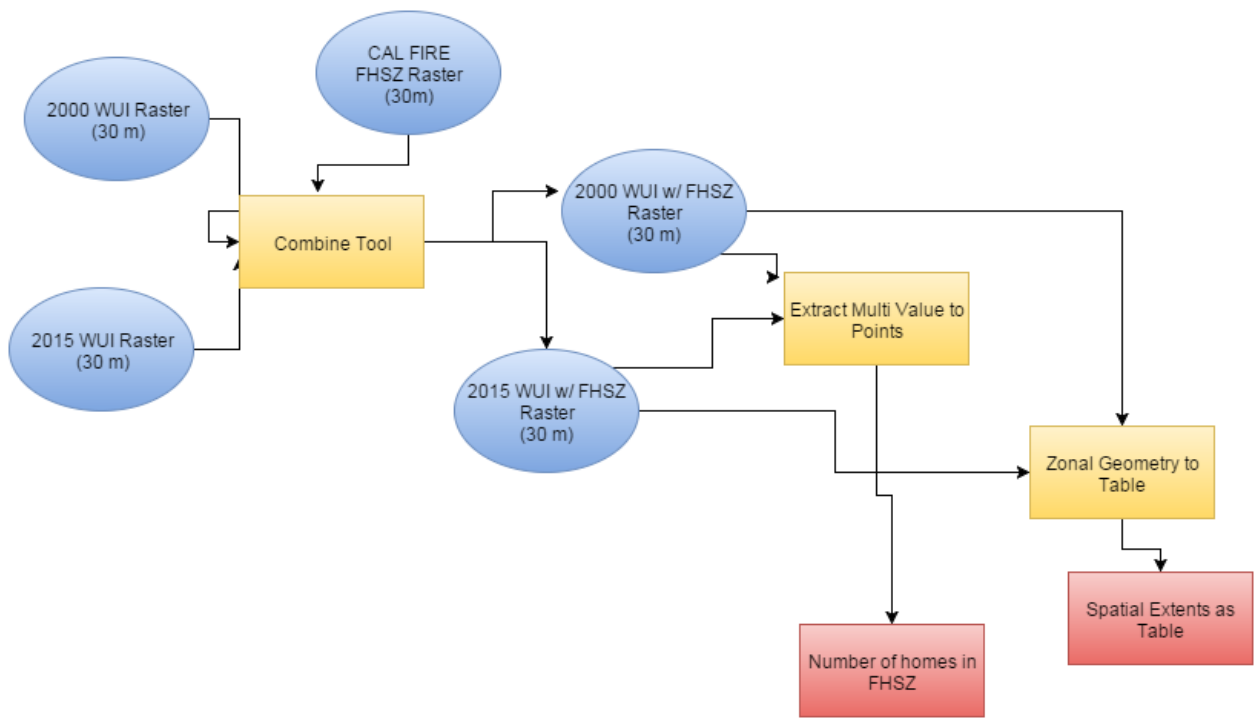 CAL FIRE
FHSZ Raster
(30m)
2000 WUI Raster
(30 m)
2000 WUI w/ FHSZ
Raster
(30 m)
Combine Tool
Extract Multi Value to
Points
2015 WUI Raster
(30 m)
2015 WUI w/ FHSZ
Raster
(30 m)
Zonal Geometry to
Table
Spatial Extents as
Table
Number of homes in
FHSZ